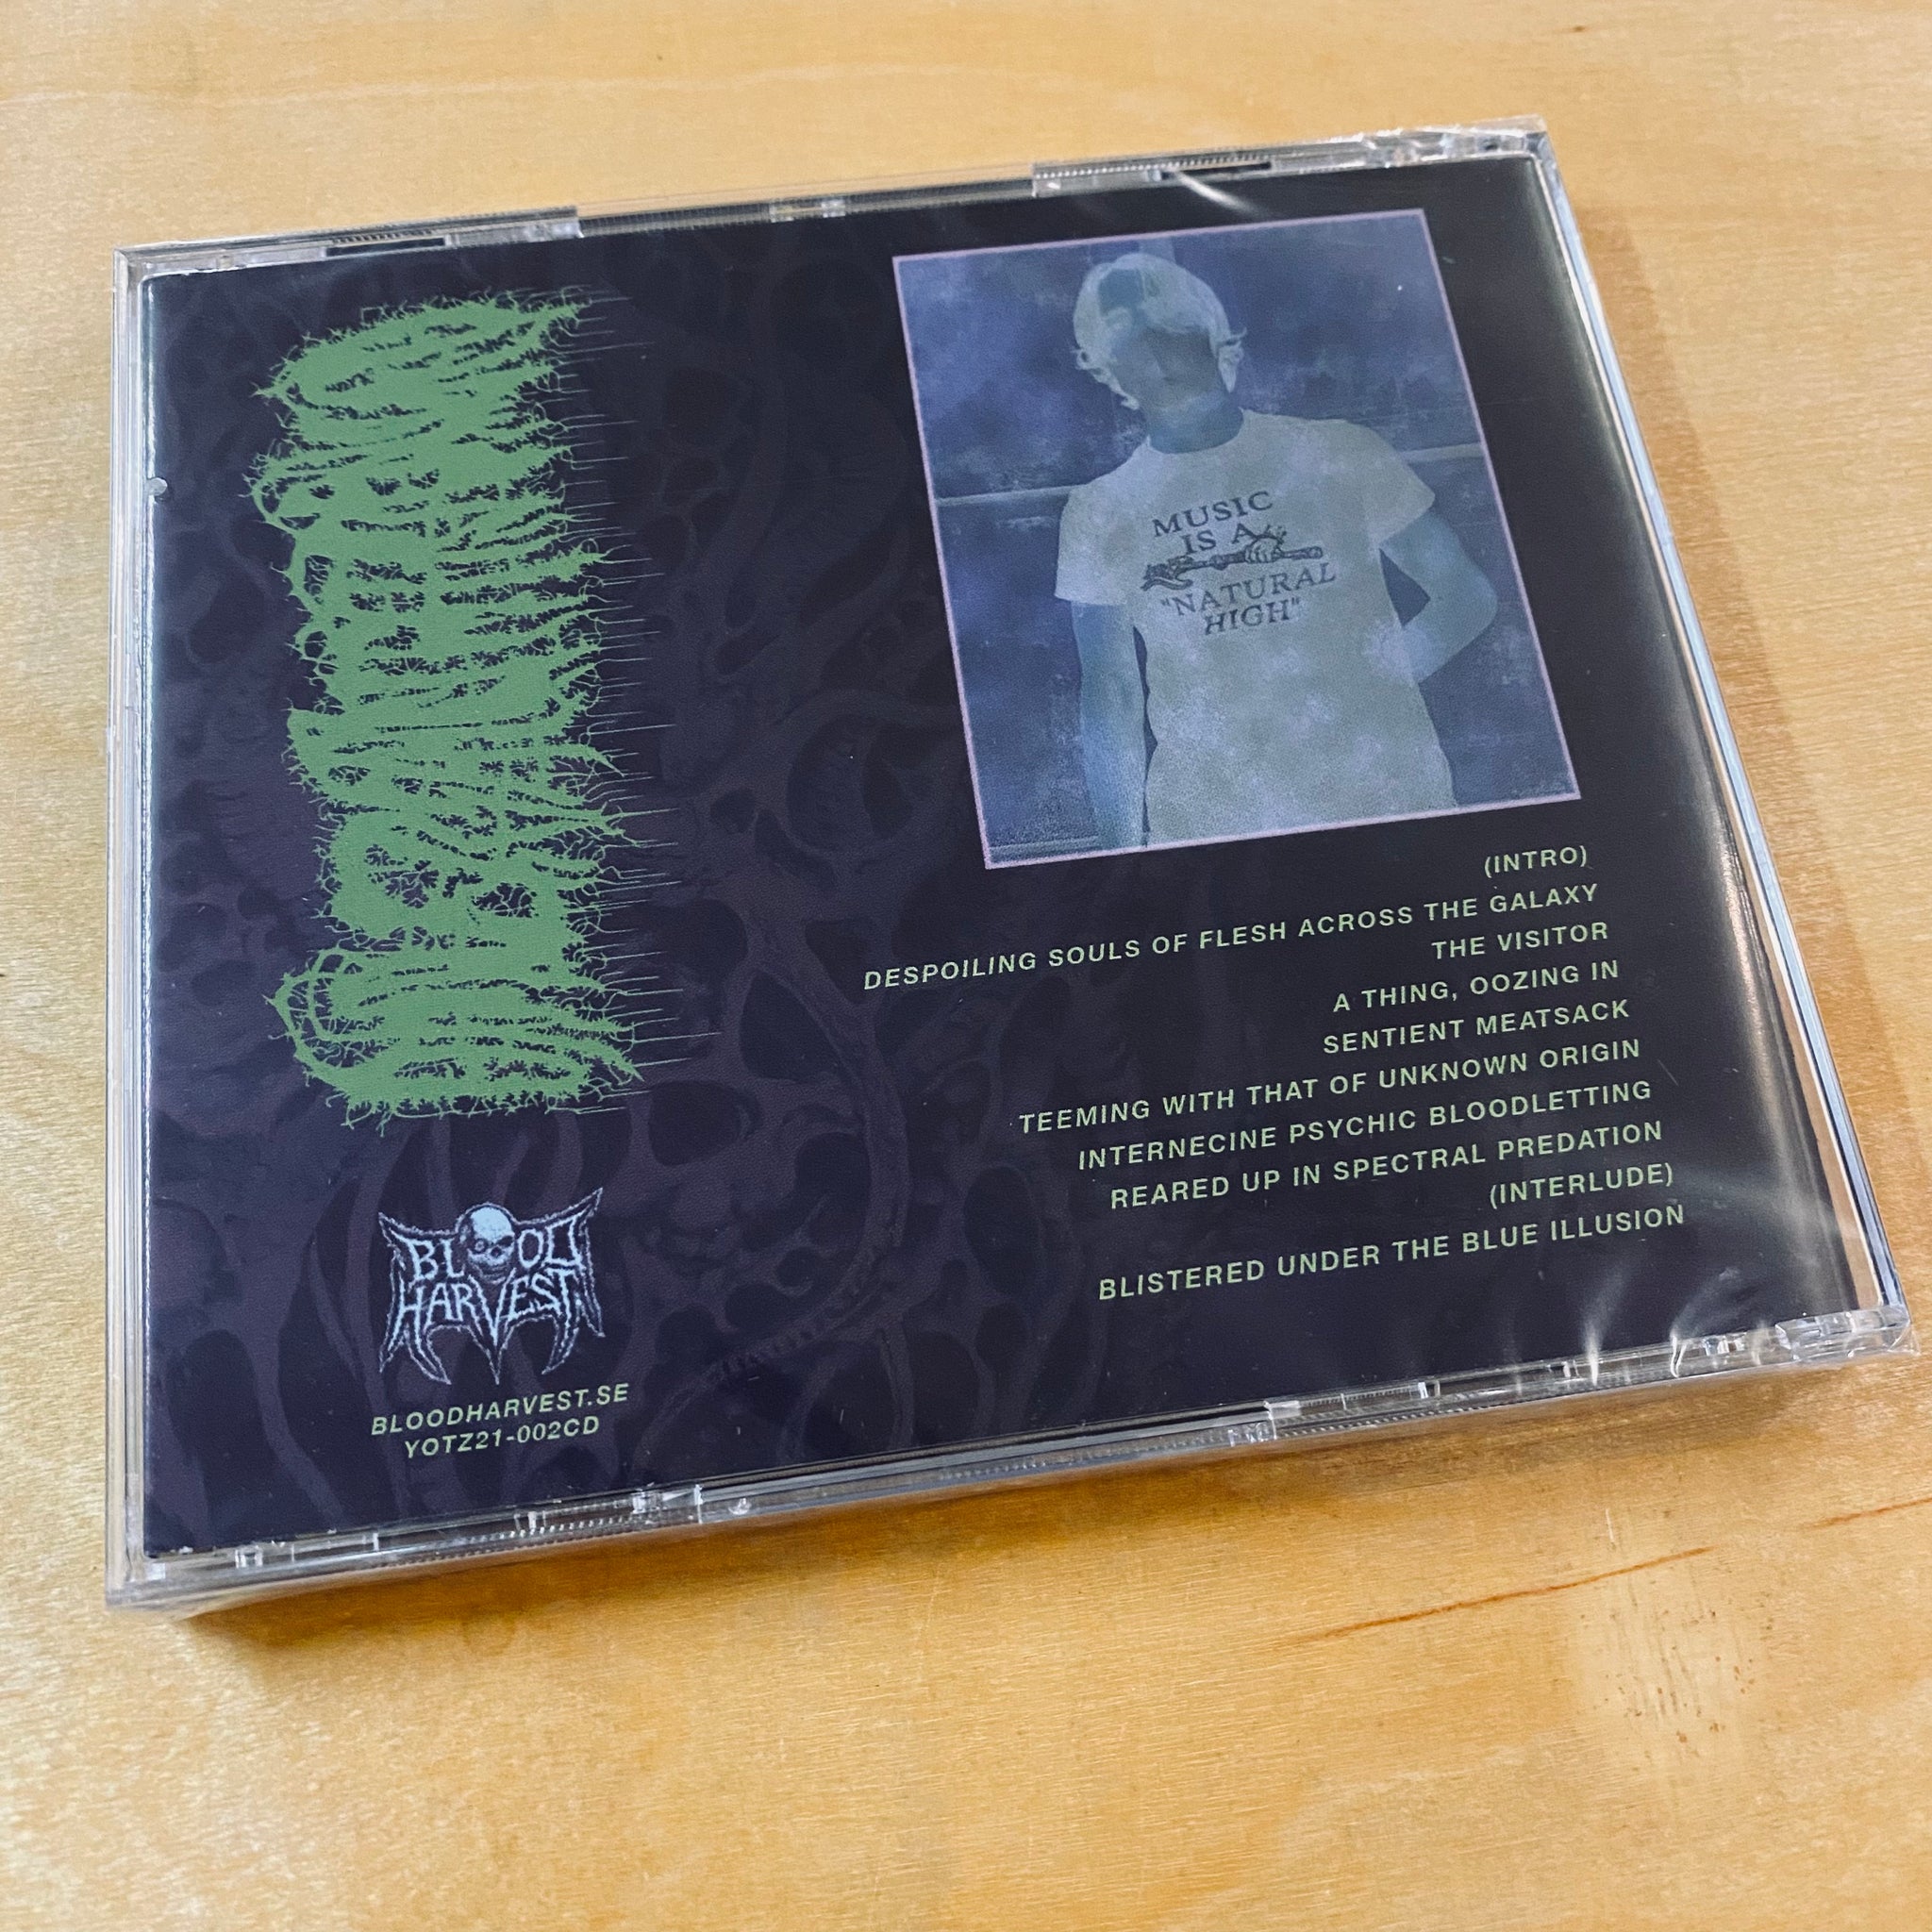 MUSIC
IS A
"NATURAL
HIGH"
(INTRO)
DESPOILING SOULS OF FLESH ACROSS THE GALAXY
THE VISITOR
A THING, OOZING IN
SENTIENT MEATSACK
TEEMING WITH THAT OF UNKNOWN ORIGIN
INTERNECINE PSYCHIC BLOODLETTING
REARED UP IN SPECTRAL PREDATION
(INTERLUDE)
BLISTERED UNDER THE BLUE ILLUSION
BLOOD
HARVEST
BLOODHARVEST.SE
YOTZ21-002CD